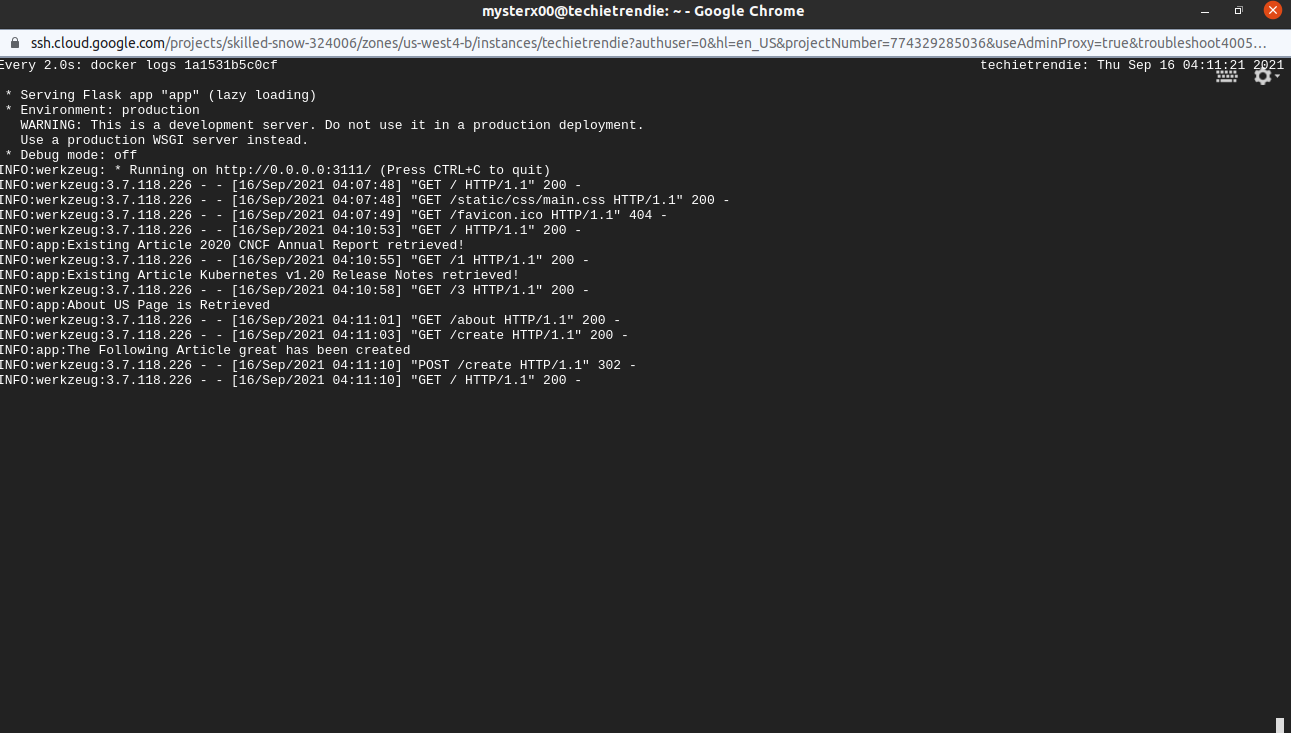 mysterx00@techietrendie: ~ - Google Chrome
ssh.cloud.google.com/projects/skilled-snow-324006/zones/us-west4-b/instances/techietrendie?authuser=0&hl=en_US&projectNumber=774329285036&useAdminProxy=true&troubleshoot4005…
Every 2.0s: docker logs 1a1531b5c0cf techietrendie: Thu Sep 16 04:11:21 2021
* Serving Flask app "app" (lazy loading)
* Environment: production
WARNING: This is a development server. Do not use it in a production deployment.
Use a production WSGI server instead.
* Debug mode: off
INFO:werkzeug: * Running on http://0.0.0.0:3111/ (Press CTRL+C to quit)
INFO:werkzeug:3.7.118.226 - - [16/Sep/2021 04:07:48] "GET / HTTP/1.1" 200 -
INFO:werkzeug:3.7.118.226 - - [16/Sep/2021 04:07:48] "GET /static/css/main.css HTTP/1.1" 200 -
INFO:werkzeug:3.7.118.226 - - [16/Sep/2021 04:07:49] "GET /favicon.ico HTTP/1.1" 404 -
INFO:werkzeug:3.7.118.226 - - [16/Sep/2021 04:10:53] "GET / HTTP/1.1" 200 -
INFO:app:Existing Article 2020 CNCF Annual Report retrieved!
INFO:werkzeug:3.7.118.226 - - [16/Sep/2021 04:10:55] "GET /1 HTTP/1.1" 200 -
INFO:app:Existing Article Kubernetes v1.20 Release Notes retrieved!
INFO:werkzeug:3.7.118.226 - - [16/Sep/2021 04:10:58] "GET /3 HTTP/1.1" 200 -
INFO:app:About US Page is Retrieved
INFO:werkzeug:3.7.118.226 - - [16/Sep/2021 04:11:01] "GET /about HTTP/1.1" 200 -
INFO:werkzeug:3.7.118.226 - - [16/Sep/2021 04:11:03] "GET /create HTTP/1.1" 200 -
INFO:app:The Following Article great has been created
INFO:werkzeug:3.7.118.226 - - [16/Sep/2021 04:11:10] "POST /create HTTP/1.1" 302 -
INFO:werkzeug:3.7.118.226 - - [16/Sep/2021 04:11:10] "GET / HTTP/1.1" 200 -